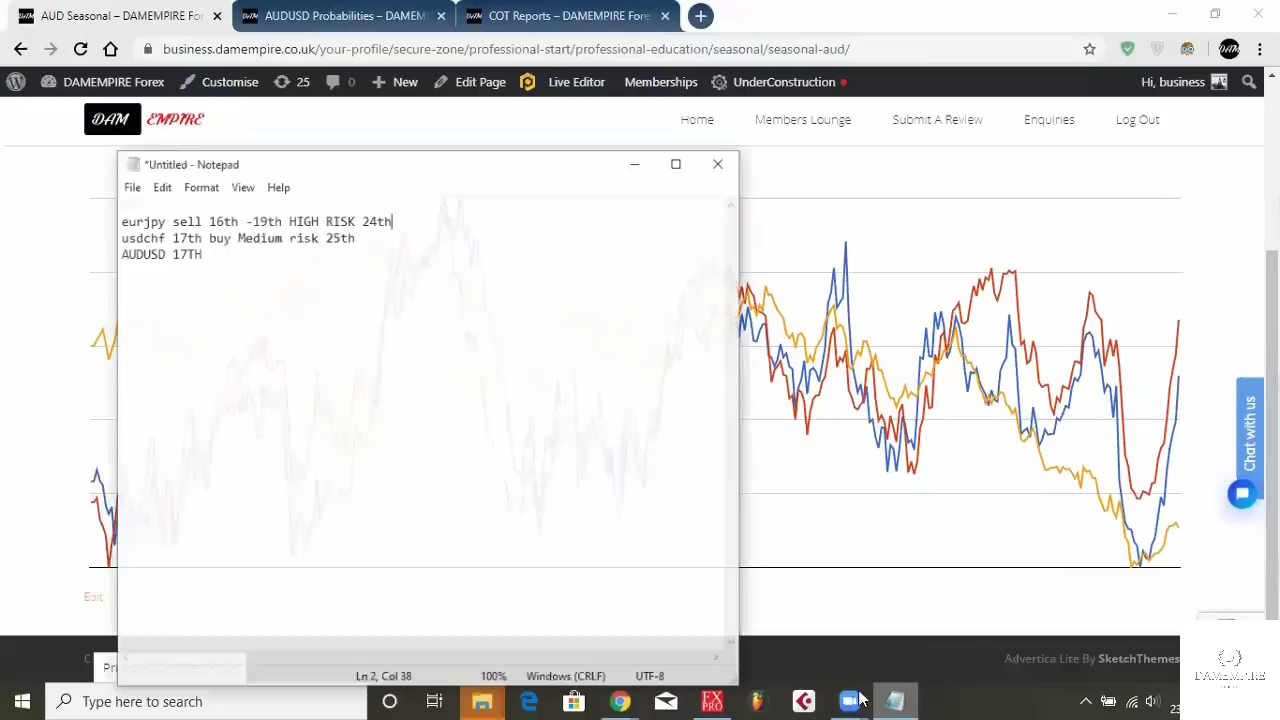 AUD Seasonal – DAMEMPIRE For
AUDUSD Probabilities – DAMEM
COT Reports – DAMEMPIRE Fore
business.damempire.co.uk/your-profile/secure-zone/professional-start/professional-education/seasonal/seasonal-aud/
DAMEMPIRE Forex
Customise
25
0
New
Edit Page
Live Editor
Memberships
UnderConstruction
Hi, business
DAM EMPIRE
Home
Members Lounge
Submit A Review
Enquiries
Log Out
*Untitled - Notepad
File Edit Format View Help
eurjpy sell 16th -19th HIGH RISK 24th
usdchf 17th buy Medium risk 25th
AUDUSD 17TH
Chat with us
Edit
Advertica Lite By SketchThemes
Ln 2, Col 38
100%
Windows (CRLF)
UTF-8
Type here to search
FX
PRO
DAMEMPIRE